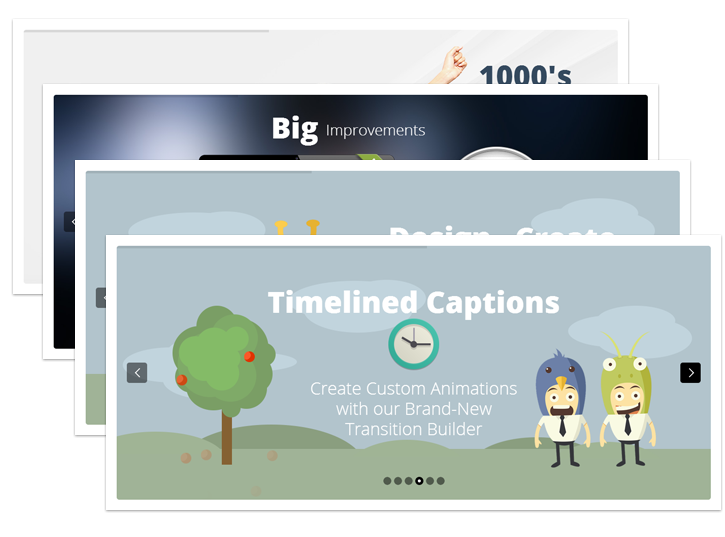 1000's
Big Improvements
Design Create
Timelined Captions
Create Custom Animations
with our Brand-New
Transition Builder